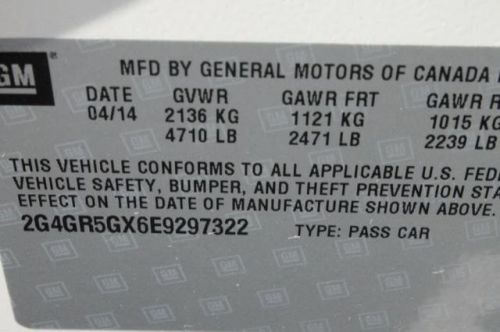 GM
MFD BY GENERAL MOTORS OF CANADA
DATE GVWR GAWR FRT GAWR
04/14 2136 KG 1121 KG 1015 KG
4710 LB 2471 LB 2239 LB
THIS VEHICLE CONFORMS TO ALL APPLICABLE U.S.
VEHICLE SAFETY, BUMPER, AND THEFT PREVENTION
EFFECT ON THE DATE OF MANUFACTURE SHOWN ABOVE.
2G4GR5GX6E9297322 TYPE: PASS CAR